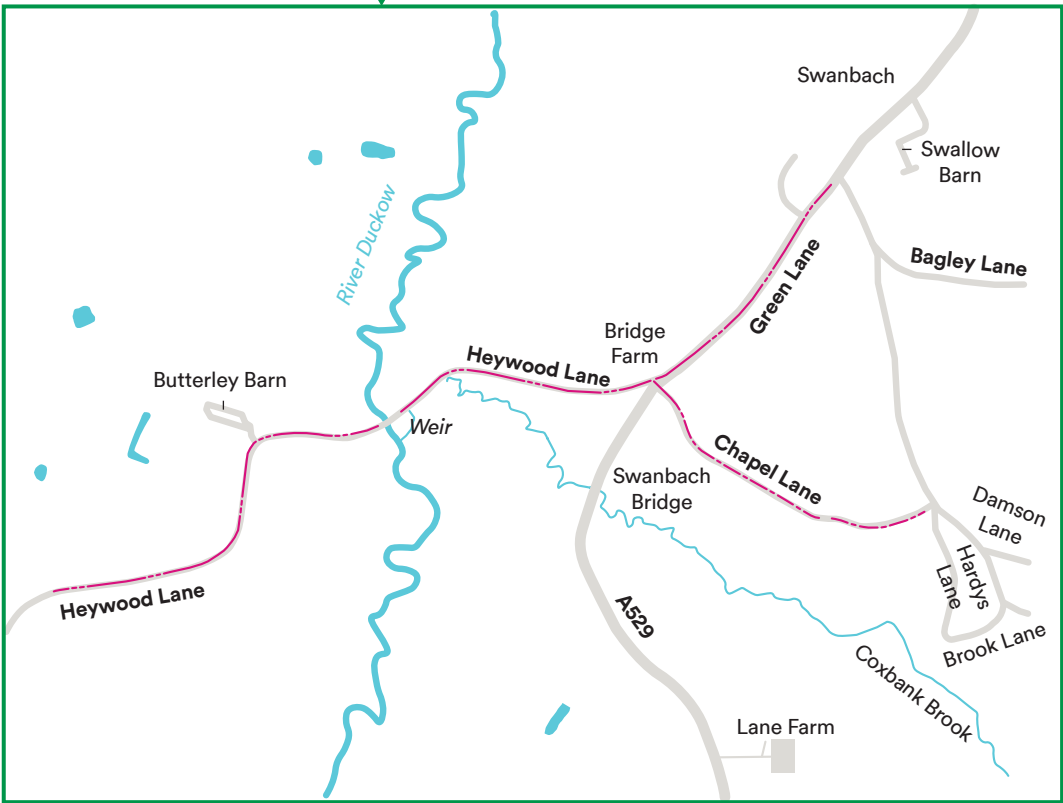 Swanbach
Swallow
Barn
River Duckow
Bagley Lane
Green Lane
Bridge
Farm
Heywood Lane
Butterley Barn
Weir
Chapel Lane
Swanbach
Bridge
Damson
Lane
Hardys
Lane
Heywood Lane
A529
Brook Lane
Coxbank Brook
Lane Farm